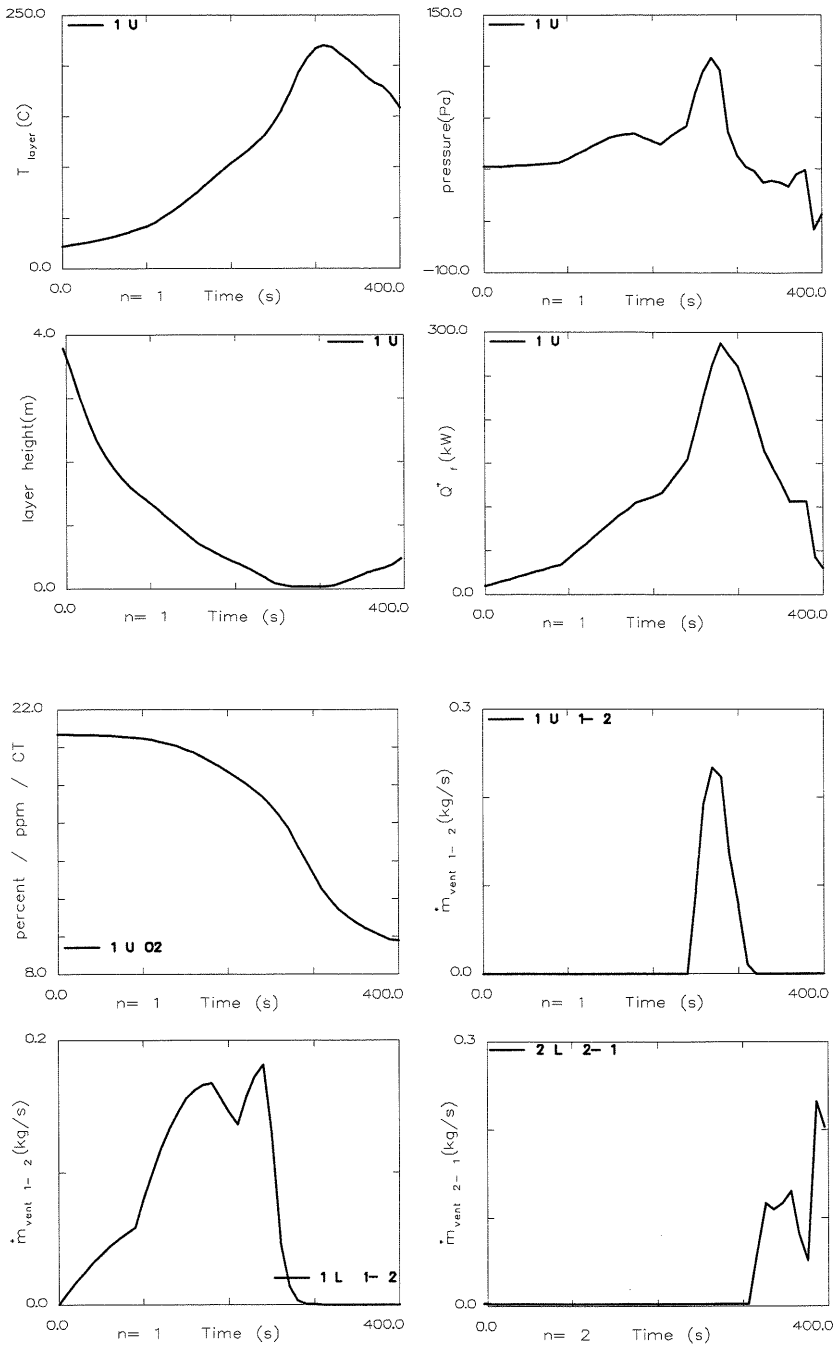 250.0
1 U
T layer (C)
0.0
0.0
n= 1 Time (s)
400.0
150.0
1 U
pressure(Pa)
−100.0
0.0
n= 1 Time (s)
400.0
4.0
1 U
layer height(m)
0.0
0.0
n= 1 Time (s)
400.0
300.0
1 U
(kW)
0.0
0.0
n= 1 Time (s)
400.0
22.0
percent / ppm / CT
1 U O2
8.0
0.0
n= 1 Time (s)
400.0
0.3
1 U 1– 2
ṁ vent 1– 2 (kg/s)
0.0
0.0
n= 1 Time (s)
400.0
0.2
ṁ vent 1– 2 (kg/s)
1 L 1– 2
0.0
0.0
n= 1 Time (s)
400.0
0.3
2 L 2– 1
ṁ vent 2– 1 (kg/s)
0.0
0.0
n= 2 Time (s)
400.0